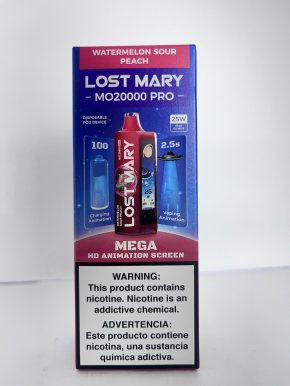 WATERMELON SOUR
PEACH
LOST MARY
MO20000 PRO
DISPOSABLE
POD DEVICE
25W
100
2.5s
LOST MARY
25
Charging
Animation
Vaping
Animation
MEGA
HD ANIMATION SCREEN
WARNING:
This product contains
nicotine. Nicotine is an
addictive chemical.
ADVERTENCIA:
Este producto contiene
nicotina, una sustancia
química adictiva.